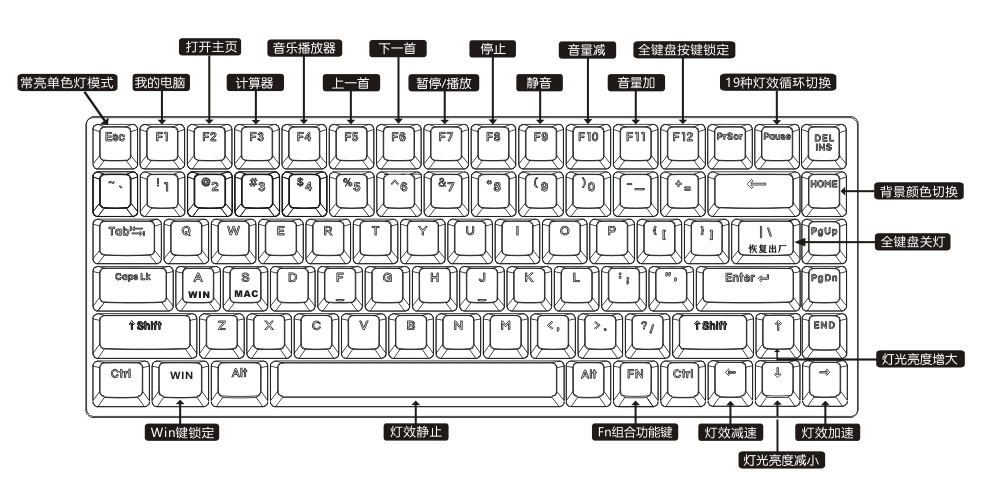 打开主页
音乐播放器
下一首
停止
音量减
全键盘按键锁定
常亮单色灯模式
我的电脑
计算器
上一首
暂停/播放
静音
音量加
19种灯效循环切换
Esc F1 F2 F3 F4 F5 F6 F7 F8 F9 F10 F11 F12 PrScr Pause DEL INS
~ 、 ! 1 @ 2 # 3 $ 4 % 5 ^ 6 & 7 * 8 ( 9 ) 0 - — + = ← HOME
背景颜色切换
Tab Q W E R T Y U I O P { [ } ] | \ PgUp
恢复出厂
全键盘关灯
Caps Lk A S D F G H J K L : ; " , Enter PgDn
WIN MAC
↑ Shift Z X C V B N M < , > . ? / ↑ Shift ↑ END
灯光亮度增大
Ctrl WIN Alt Alt FN Ctrl ← ↓ →
Win键锁定
灯效静止
Fn组合功能键
灯效减速
灯效加速
灯光亮度减小